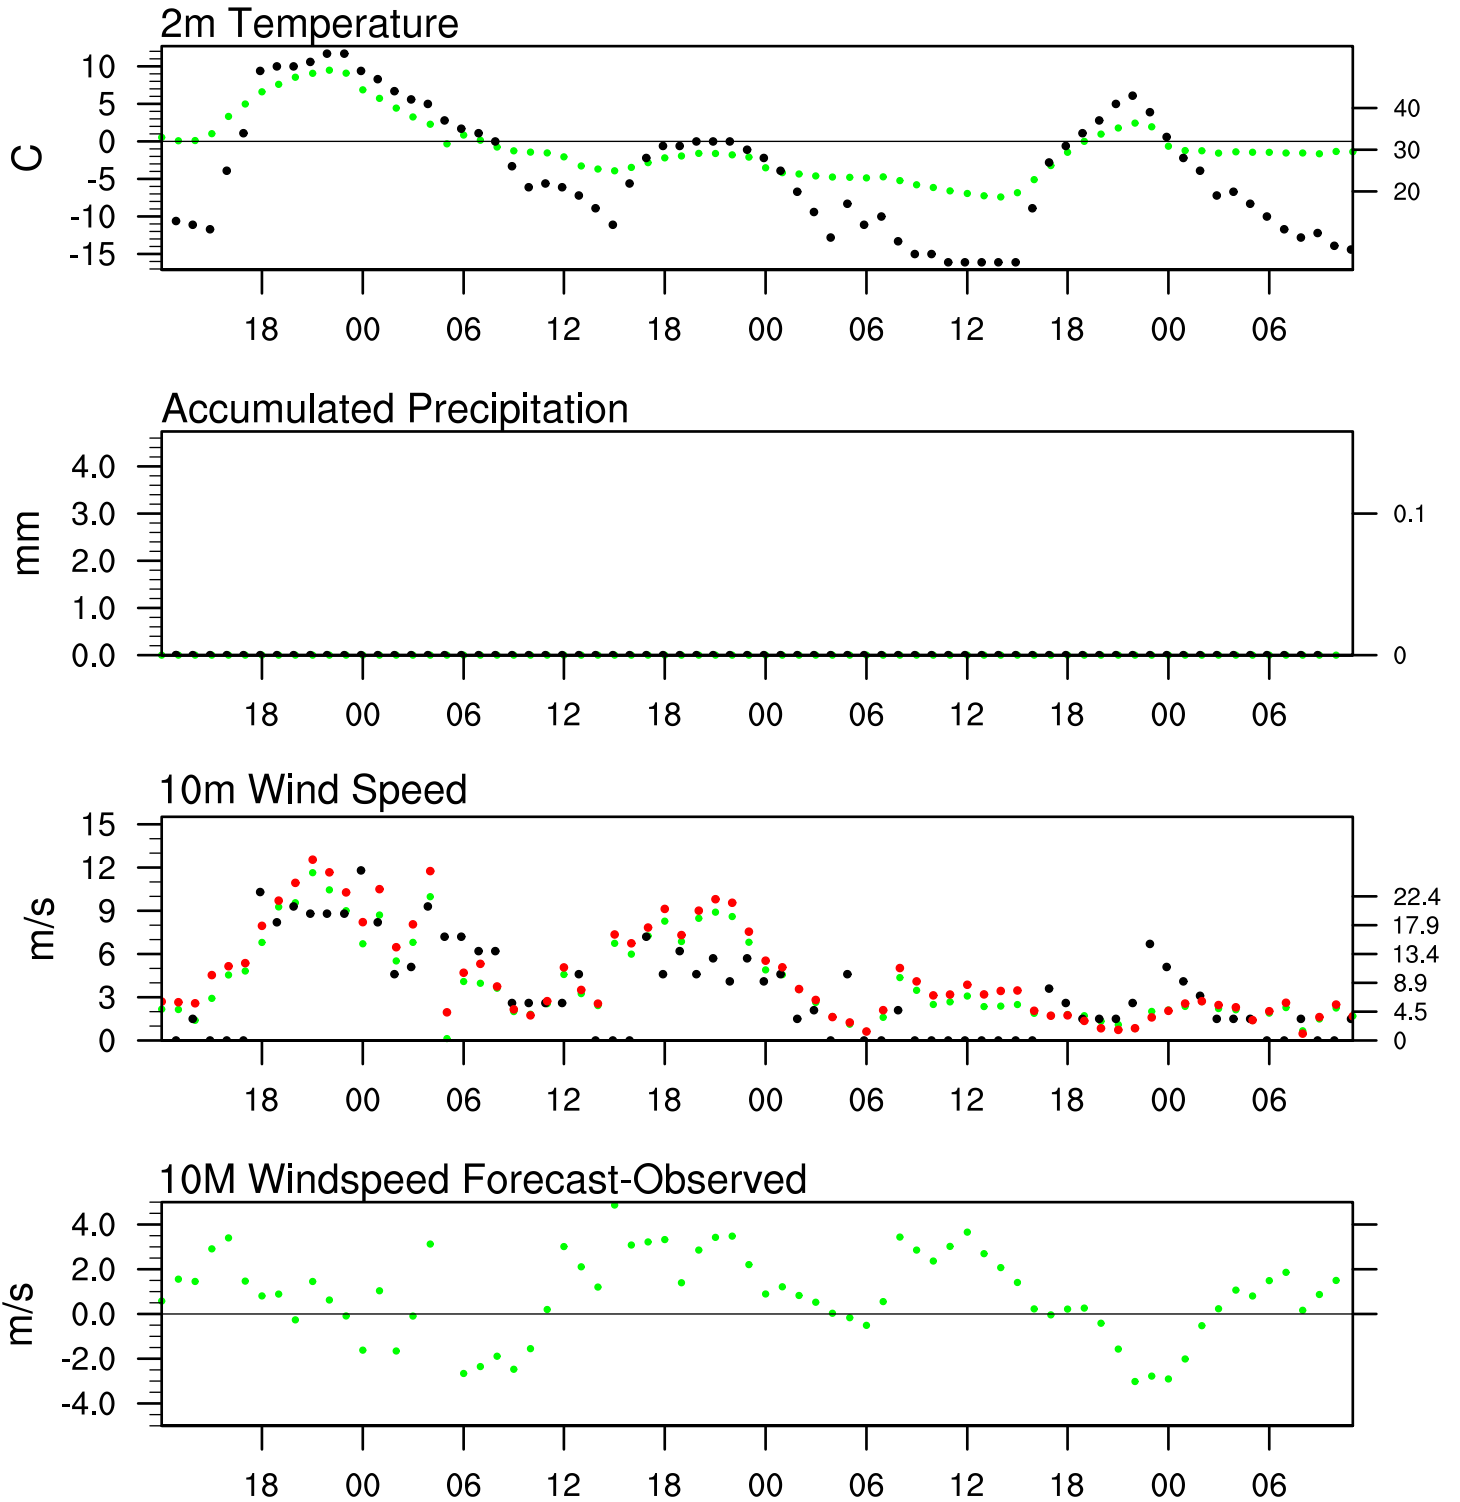 2m Temperature
C
10
5
0
-5
-10
-15
40
30
20
18 00 06 12 18 00 06 12 18 00 06
Accumulated Precipitation
mm
4.0
3.0
2.0
1.0
0.0
0.1
0
18 00 06 12 18 00 06 12 18 00 06
10m Wind Speed
m/s
15
12
9
6
3
0
22.4
17.9
13.4
8.9
4.5
0
18 00 06 12 18 00 06 12 18 00 06
10M Windspeed Forecast-Observed
m/s
4.0
2.0
0.0
-2.0
-4.0
18 00 06 12 18 00 06 12 18 00 06